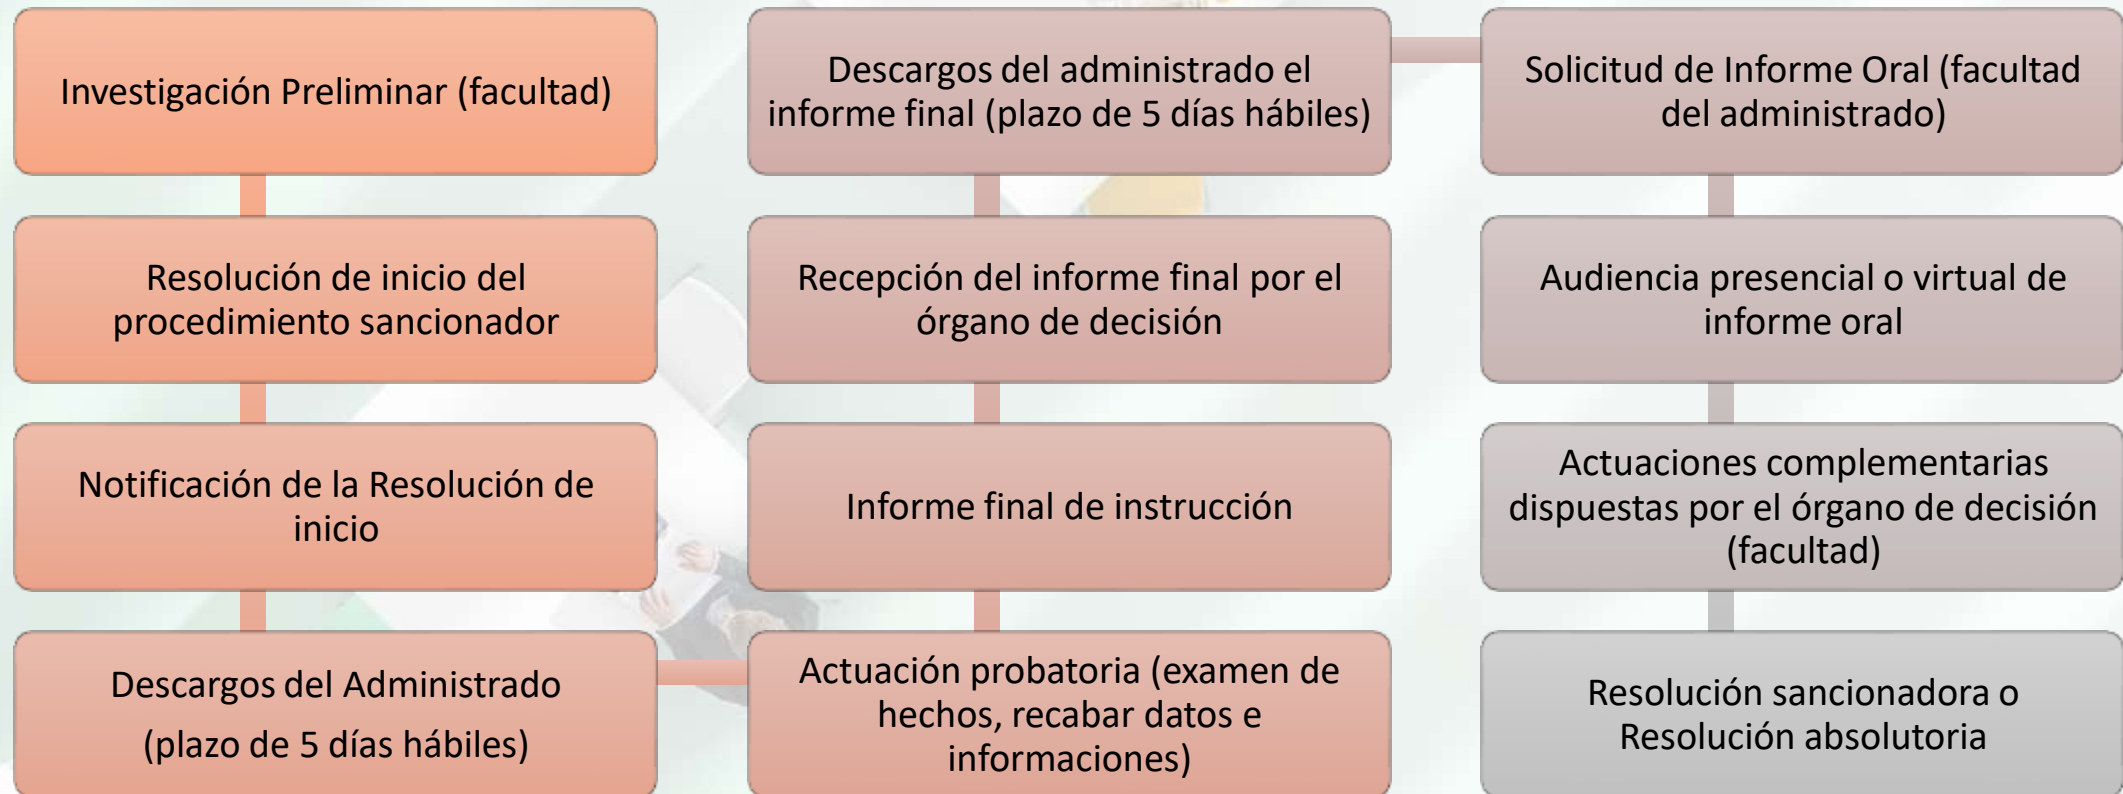 Investigación Preliminar (facultad)
Resolución de inicio del
procedimiento sancionador
Notificación de la Resolución de
inicio
Descargos del Administrado
(plazo de 5 días hábiles)
Actuación probatoria (examen de
hechos, recabar datos e
informaciones)
Informe final de instrucción
Recepción del informe final por el
órgano de decisión
Descargos del administrado el
informe final (plazo de 5 días hábiles)
Solicitud de Informe Oral (facultad
del administrado)
Audiencia presencial o virtual de
informe oral
Actuaciones complementarias
dispuestas por el órgano de decisión
(facultad)
Resolución sancionadora o
Resolución absolutoria